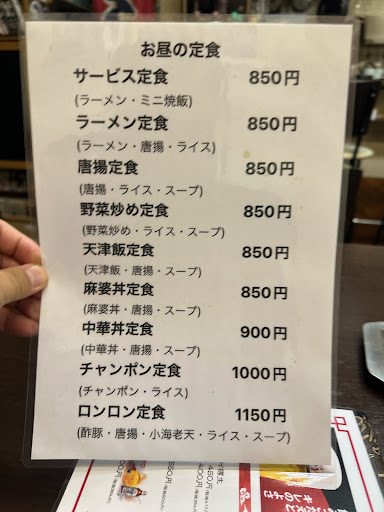 お昼の定食
サービス定食 850円
(ラーメン・ミニ焼飯)
ラーメン定食 850円
(ラーメン・唐揚・ライス)
唐揚定食 850円
(唐揚・ライス・スープ)
野菜炒め定食 850円
(野菜炒め・ライス・スープ)
天津飯定食 850円
(天津飯・唐揚・スープ)
麻婆丼定食 850円
(麻婆丼・唐揚・スープ)
中華丼定食 900円
(中華丼・唐揚・スープ)
チャンポン定食 1000円
(チャンポン・ライス)
ロンロン定食 1150円
(酢豚・唐揚・小海老天・ライス・スープ)
450円